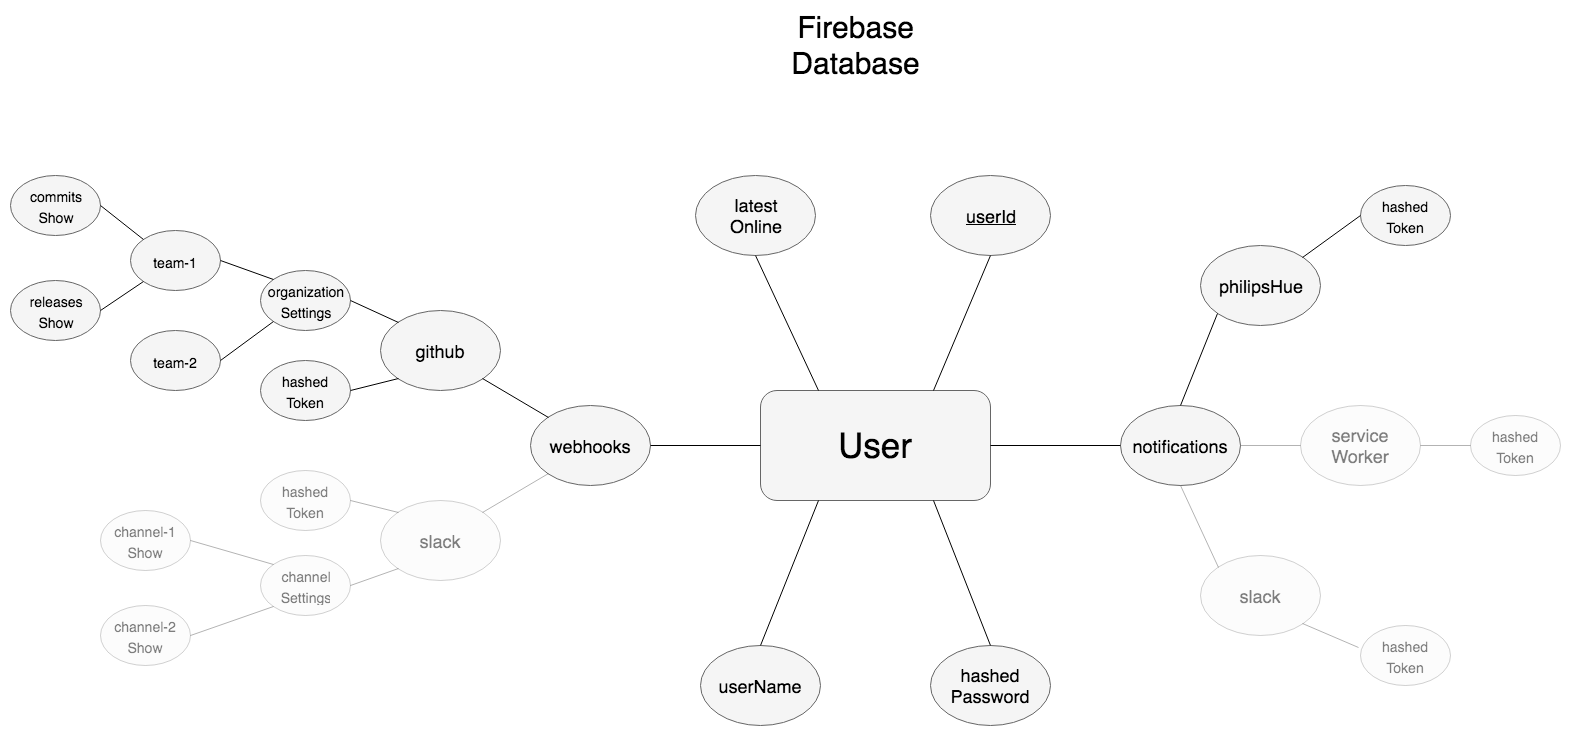 Firebase
Database
commits
Show
releases
Show
team-1
team-2
organization
Settings
hashed
Token
github
webhooks
hashed
Token
slack
channel-1
Show
channel-2
Show
channel
Settings
latest
Online
userId
User
userName
hashed
Password
notifications
philipsHue
hashed
Token
service
Worker
hashed
Token
slack
hashed
Token